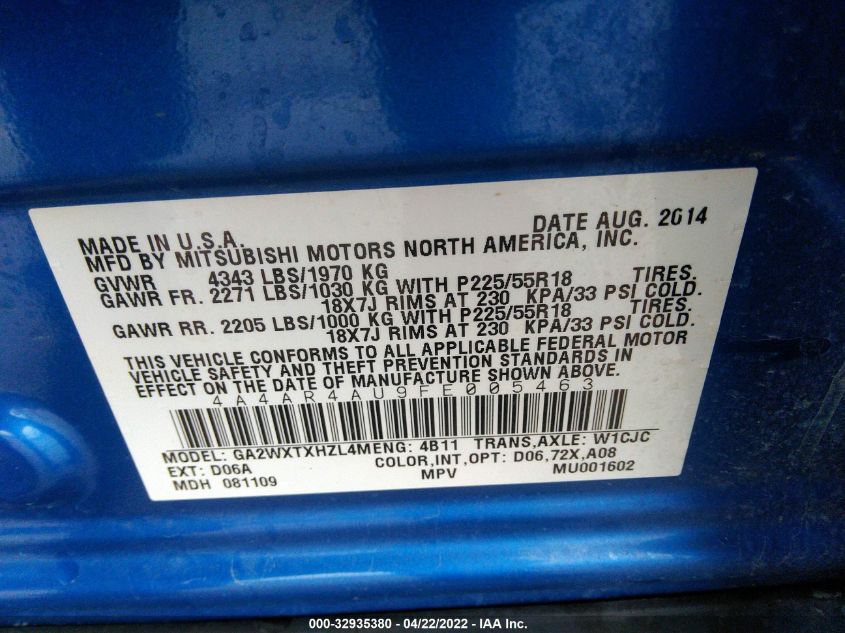 DATE AUG. 2014
MADE IN U.S.A.
MFD BY MITSUBISHI MOTORS NORTH AMERICA, INC.
GVWR 4343 LBS/1970 KG
GAWR FR. 2271 LBS/1030 KG WITH P225/55R18 TIRES.
18X7J RIMS AT 230 KPA/33 PSI COLD.
GAWR RR. 2205 LBS/1000 KG WITH P225/55R18 TIRES.
18X7J RIMS AT 230 KPA/33 PSI COLD.
THIS VEHICLE CONFORMS TO ALL APPLICABLE FEDERAL MOTOR
VEHICLE SAFETY AND THEFT PREVENTION STANDARDS IN
EFFECT ON THE DATE OF MANUFACTURE SHOWN ABOVE.
4A4AR4AU9FE005463
MODEL: GA2WXTXHZL4MENG: 4B11 TRANS,AXLE: W1CJC
EXT: D06A COLOR,INT,OPT: D06,72X,A08
MDH 081109 MPV MU001602
000-32935380 - 04/22/2022 - IAA Inc.